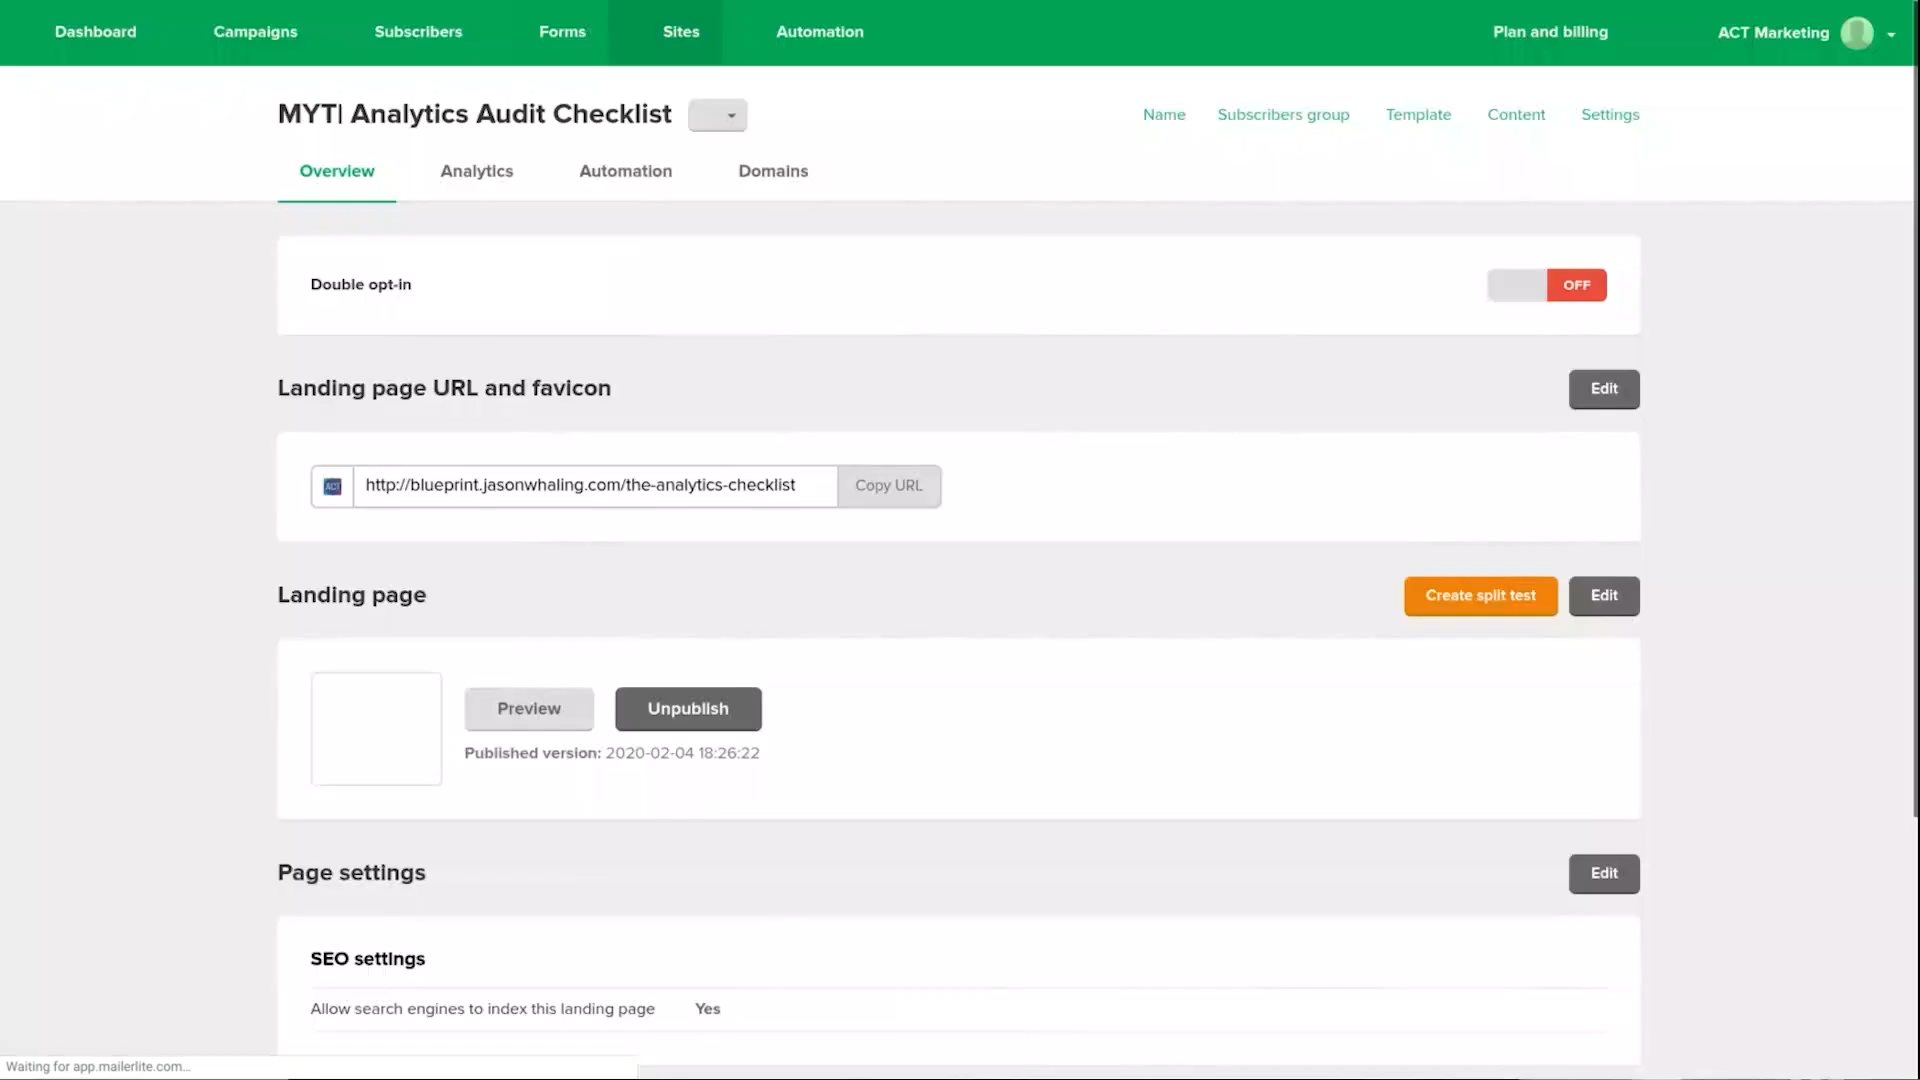 Dashboard Campaigns Subscribers Forms Sites Automation Plan and billing ACT Marketing
MYT| Analytics Audit Checklist Name Subscribers group Template Content Settings
Overview Analytics Automation Domains
Double opt-in OFF
Landing page URL and favicon Edit
ACT http://blueprint.jasonwhaling.com/the-analytics-checklist Copy URL
Landing page Create split test Edit
Preview Unpublish
Published version: 2020-02-04 18:26:22
Page settings Edit
SEO settings
Allow search engines to index this landing page Yes
Waiting for app.mailerlite.com...